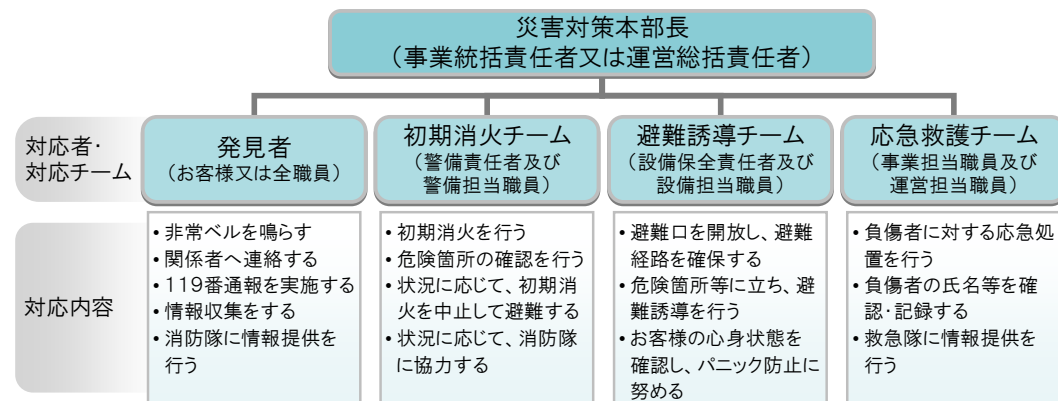 災害対策本部長
（事業統括責任者又は運営総括責任者）
対応者・
対応チーム
発見者
（お客様又は全職員）
初期消火チーム
（警備責任者及び
警備担当職員）
避難誘導チーム
（設備保全責任者及び
設備担当職員）
応急救護チーム
（事業担当職員及び
運営担当職員）
対応内容
• 非常ベルを鳴らす
• 関係者へ連絡する
• 119番通報を実施する
• 情報収集をする
• 消防隊に情報提供を
行う
• 初期消火を行う
• 危険箇所の確認を行う
• 状況に応じて、初期消
火を中止して避難する
• 状況に応じて、消防隊
に協力する
• 避難口を開放し、避難
経路を確保する
• 危険箇所等に立ち、避
難誘導を行う
• お客様の心身状態を
確認し、パニック防止に
努める
• 負傷者に対する応急処
置を行う
• 負傷者の氏名等を確
認・記録する
• 救急隊に情報提供を
行う